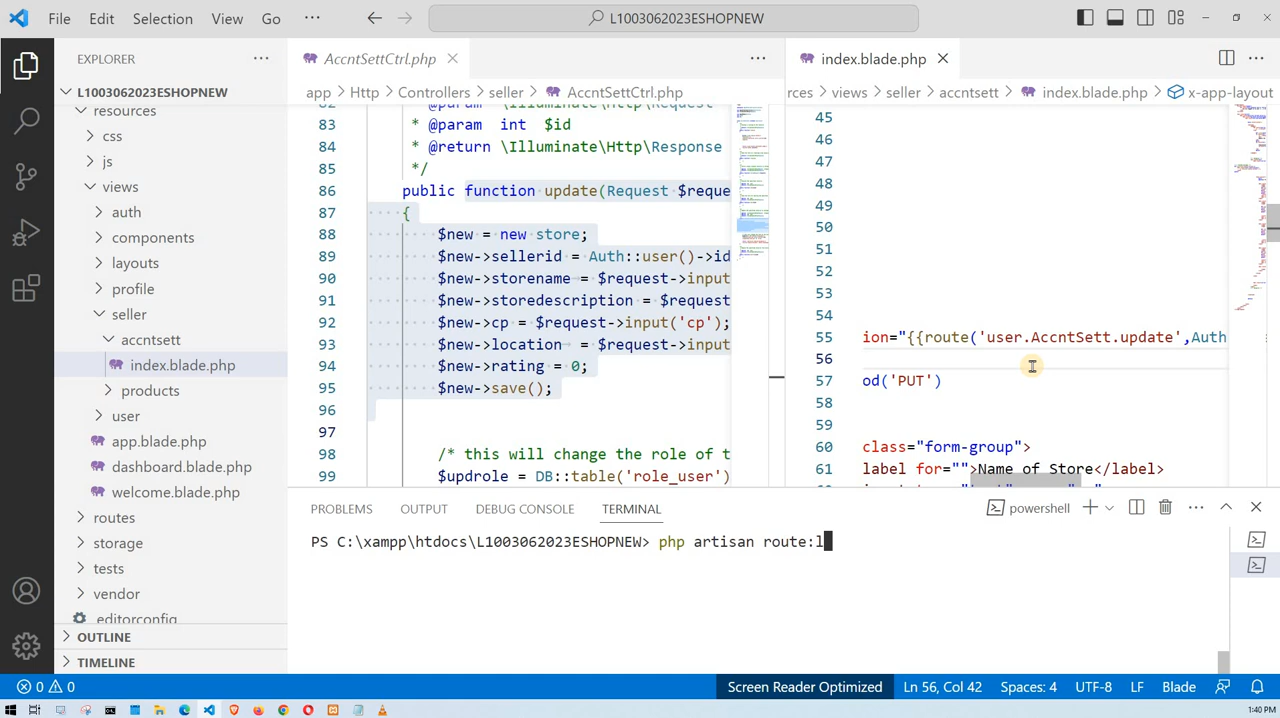 File Edit Selection View Go ··· L1003062023ESHOPNEW
EXPLORER ···
L1003062023ESHOPNEW
resources
css
js
views
auth
components
layouts
profile
seller
accntsett
index.blade.php
products
user
app.blade.php
dashboard.blade.php
welcome.blade.php
routes
storage
tests
vendor
.editorconfig
OUTLINE
TIMELINE
AccntSettCtrl.php
app > Http > Controllers > seller > AccntSettCtrl.php
82 * @param \Illuminate\Http\Request
83 * @param int $id
84 * @return \Illuminate\Http\Response
85 */
86 public function update(Request $reque
87 {
88 $new = new store;
89 $new->sellerid = Auth::user()->id
90 $new->storename = $request->input
91 $new->storedescription = $request
92 $new->cp = $request->input('cp');
93 $new->location = $request->input
94 $new->rating = 0;
95 $new->save();
96
97
98 /* this will change the role of t
99 $updrole = DB::table('role_user')
index.blade.php
rces > views > seller > accntsett > index.blade.php > x-app-layout
45
46
47
48
49
50
51
52
53
54
55 ion="{{route('user.AccntSett.update',Auth
56
57 od('PUT')
58
59
60 class="form-group">
61 label for="">Name of Store</label>
PROBLEMS OUTPUT DEBUG CONSOLE TERMINAL powershell
PS C:\xampp\htdocs\L1003062023ESHOPNEW> php artisan route:l
0 0 Screen Reader Optimized Ln 56, Col 42 Spaces: 4 UTF-8 LF Blade
1:40 PM